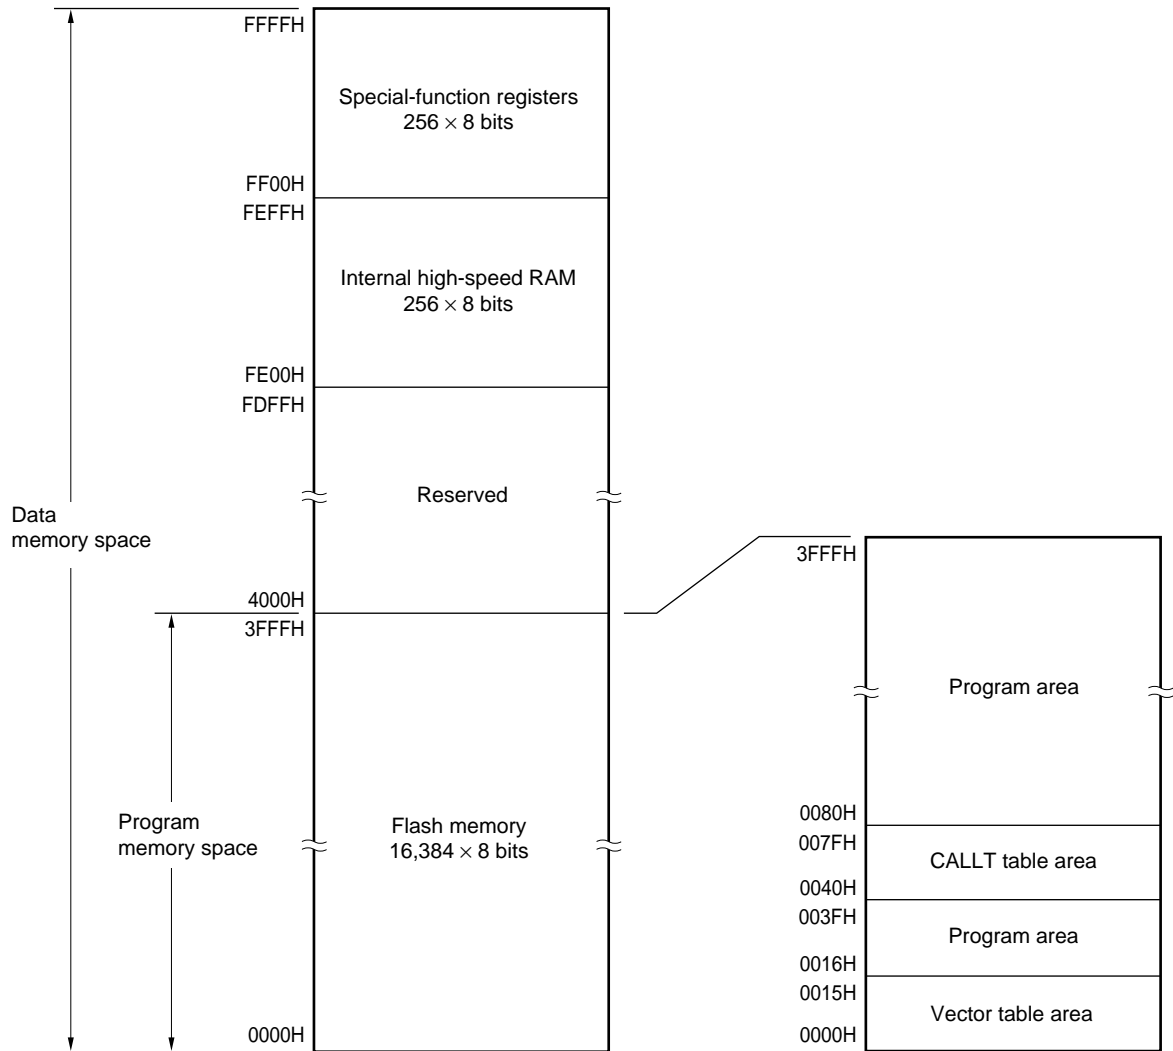 FFFFH
Special-function registers
256 × 8 bits
FF00H
FEFFH
Internal high-speed RAM
256 × 8 bits
FE00H
FDFFH
Reserved
Data
memory space
4000H
3FFFH
Program
memory space
Flash memory
16,384 × 8 bits
0000H
3FFFH
Program area
0080H
007FH
CALLT table area
0040H
003FH
Program area
0016H
0015H
Vector table area
0000H